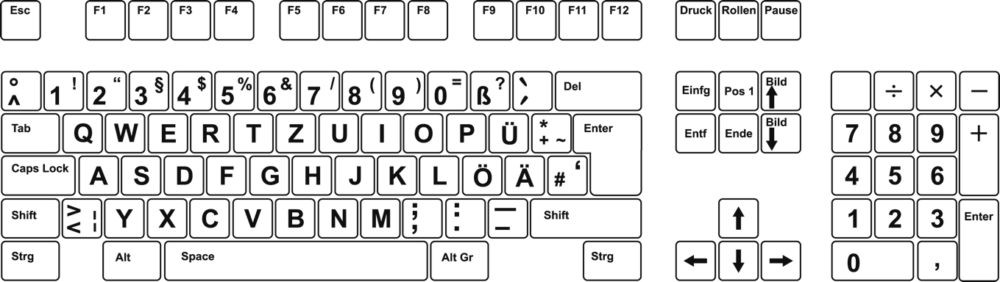 Esc F1 F2 F3 F4 F5 F6 F7 F8 F9 F10 F11 F12 Druck Rollen Pause
° ^ 1 ! 2 “ 3 § 4 $ 5 % 6 & 7 / 8 ( 9 ) 0 = ß ? ` ´ Del Einfg Pos 1 Bild ↑ ÷ × −
Tab Q W E R T Z U I O P Ü * + ~ Enter Entf Ende Bild ↓ 7 8 9 +
Caps Lock A S D F G H J K L Ö Ä # ‘ 4 5 6
Shift > < ¦ Y X C V B N M ; , : . — – Shift ↑ 1 2 3 Enter
Strg Alt Space Alt Gr Strg ← ↓ → 0 ,